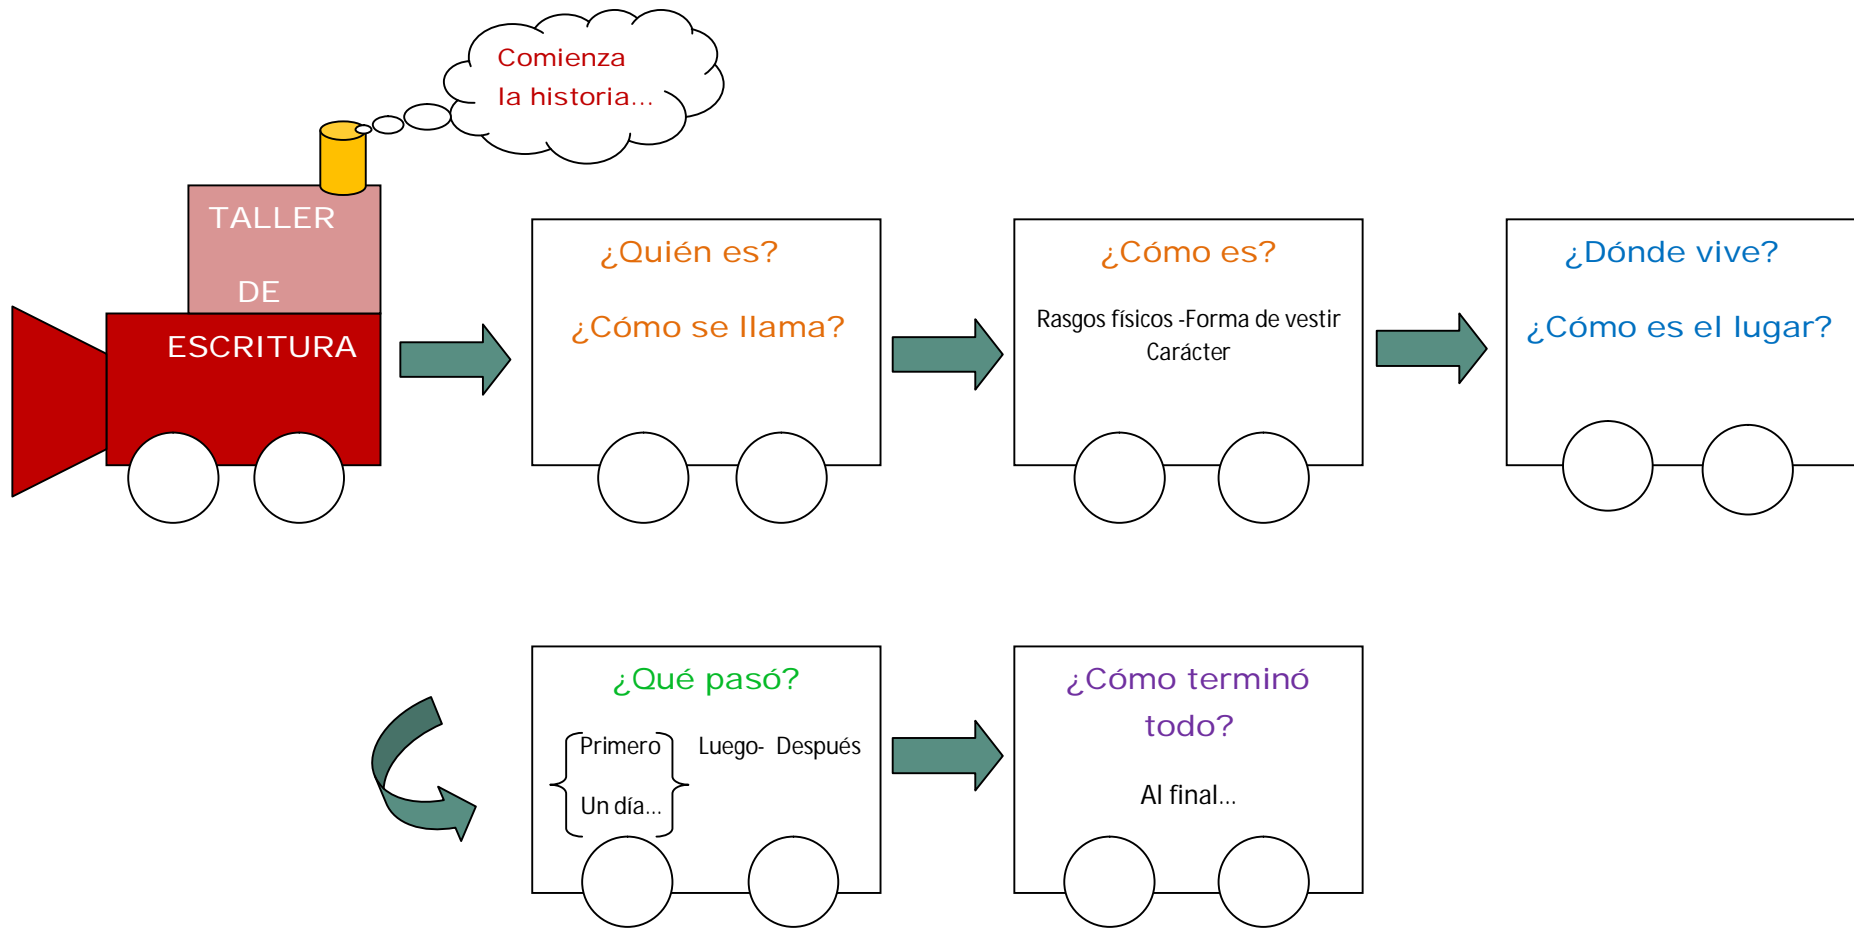 Comienza
la historia...
TALLER
DE
ESCRITURA
¿Quién es?
¿Cómo se llama?
¿Cómo es?
Rasgos físicos -Forma de vestir
Carácter
¿Dónde vive?
¿Cómo es el lugar?
¿Qué pasó?
Primero Luego- Después
Un día...
¿Cómo terminó
todo?
Al final...